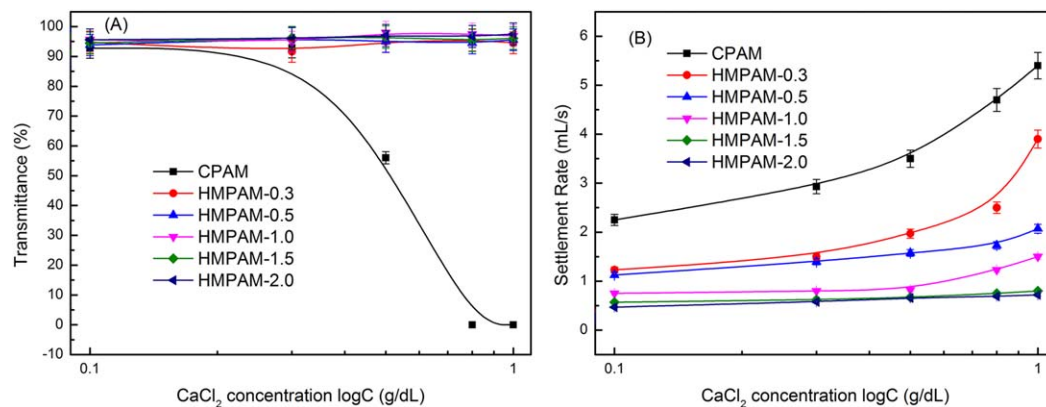 (A)
100
90
80
70
60
50
40
30
20
10
0
-10
Transmittance (%)
CPAM
HMPAM-0.3
HMPAM-0.5
HMPAM-1.0
HMPAM-1.5
HMPAM-2.0
0.1
1
CaCl₂ concentration logC (g/dL)
(B)
6
5
4
3
2
1
0
Settlement Rate (mL/s)
CPAM
HMPAM-0.3
HMPAM-0.5
HMPAM-1.0
HMPAM-1.5
HMPAM-2.0
0.1
1
CaCl₂ concentration logC (g/dL)